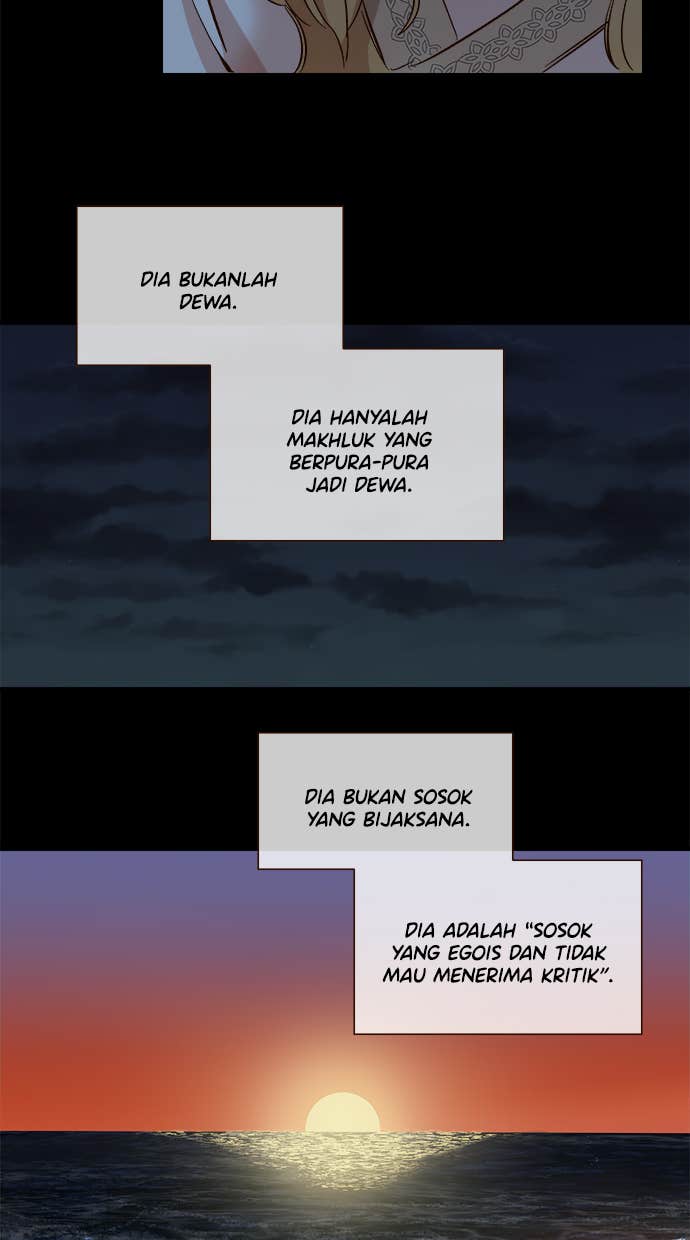 DIA BUKANLAH
DEWA.
DIA HANYALAH
MAKHLUK YANG
BERPURA-PURA
JADI DEWA.
DIA BUKAN SOSOK
YANG BIJAKSANA.
DIA ADALAH “SOSOK
YANG EGOIS DAN TIDAK
MAU MENERIMA KRITIK”.